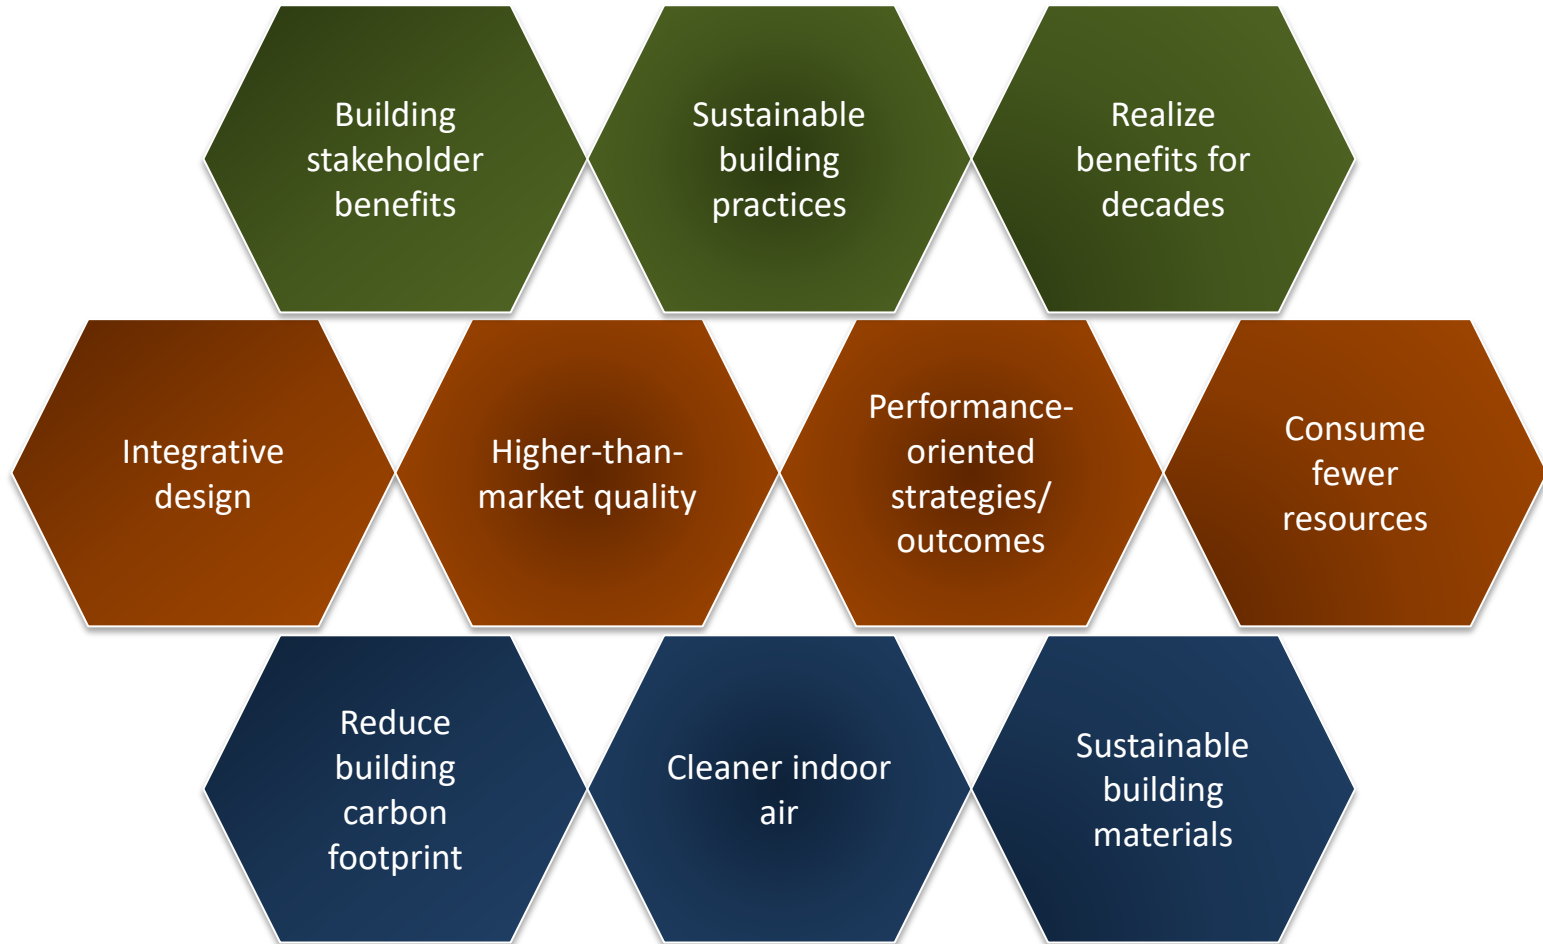 Building
stakeholder
benefits
Sustainable
building
practices
Realize
benefits for
decades
Integrative
design
Higher-than-
market quality
Performance-
oriented
strategies/
outcomes
Consume
fewer
resources
Reduce
building
carbon
footprint
Cleaner indoor
air
Sustainable
building
materials